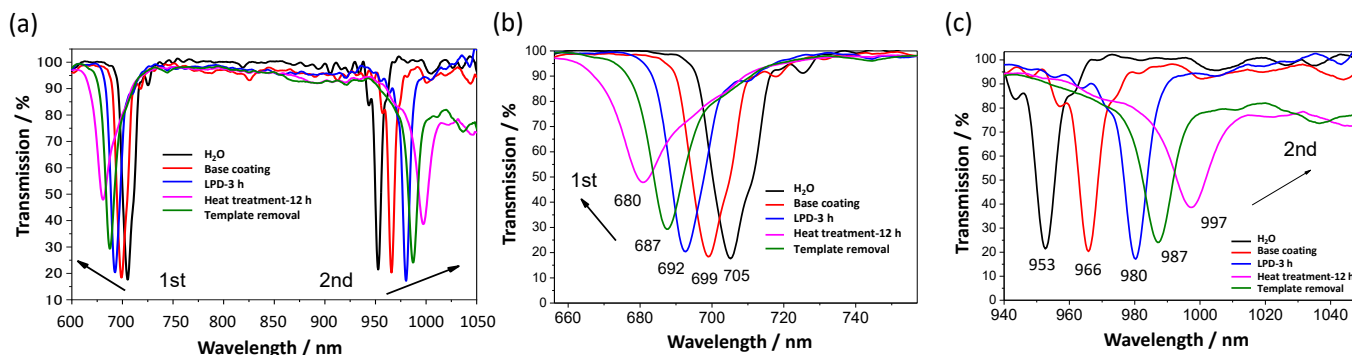 (a)
Transmission / %
105
100
90
80
70
60
50
40
30
20
10
H₂O
Base coating
LPD-3 h
Heat treatment-12 h
Template removal
1st
2nd
600 700 750 800 850 900 950 1000 1050
Wavelength / nm
(b)
Transmission / %
100
90
80
70
60
50
40
30
20
10
0
1st
680
687
692
699
705
H₂O
Base coating
LPD-3 h
Heat treatment-12 h
Template removal
660 680 700 720 740
Wavelength / nm
(c)
Transmission / %
100
90
80
70
60
50
40
30
20
10
0
2nd
953
966
980
987
997
H₂O
Base coating
LPD-3 h
Heat treatment-12 h
Template removal
940 960 980 1000 1020 1040
Wavelength / nm